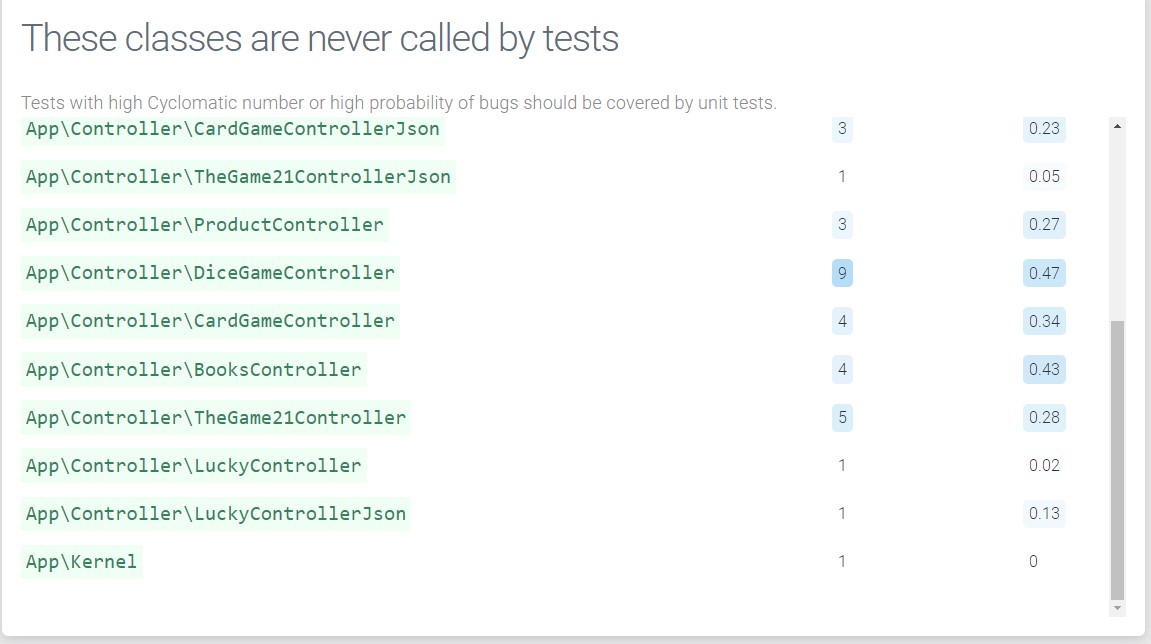 These classes are never called by tests
Tests with high Cyclomatic number or high probability of bugs should be covered by unit tests.
App\Controller\CardGameControllerJson 3 0.23
App\Controller\TheGame21ControllerJson 1 0.05
App\Controller\ProductController 3 0.27
App\Controller\DiceGameController 9 0.47
App\Controller\CardGameController 4 0.34
App\Controller\BooksController 4 0.43
App\Controller\TheGame21Controller 5 0.28
App\Controller\LuckyController 1 0.02
App\Controller\LuckyControllerJson 1 0.13
App\Kernel 1 0